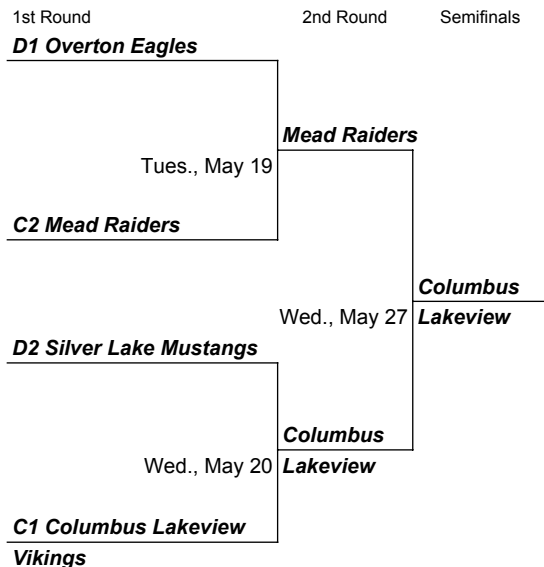 1st Round 2nd Round Semifinals
D1 Overton Eagles
Mead Raiders
Tues., May 19
C2 Mead Raiders
Columbus
Wed., May 27 Lakeview
D2 Silver Lake Mustangs
Columbus
Wed., May 20 Lakeview
C1 Columbus Lakeview
Vikings